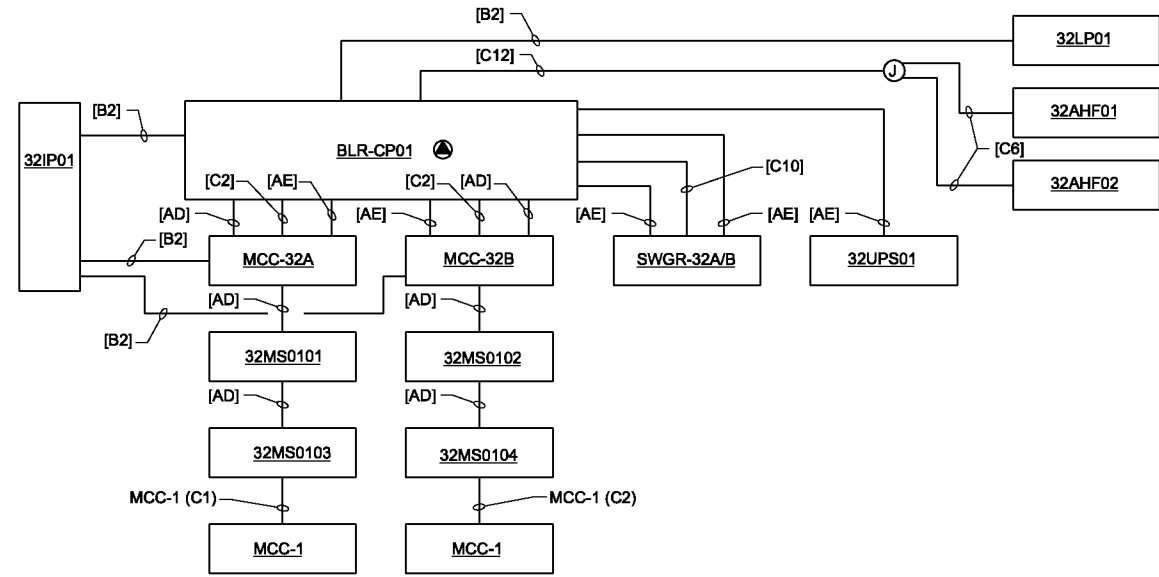 [B2]
32LP01
[C12]
J
32AHF01
[B2]
32IP01
BLR-CP01
[C6]
[C10]
32AHF02
[C2]
[AE]
[C2]
[AD]
[AD]
[AE]
[AE]
[AE]
[AE]
[B2]
MCC-32A
MCC-32B
SWGR-32A/B
32UPS01
[AD]
[AD]
[B2]
32MS0101
32MS0102
[AD]
[AD]
32MS0103
32MS0104
MCC-1 (C1)
MCC-1 (C2)
MCC-1
MCC-1